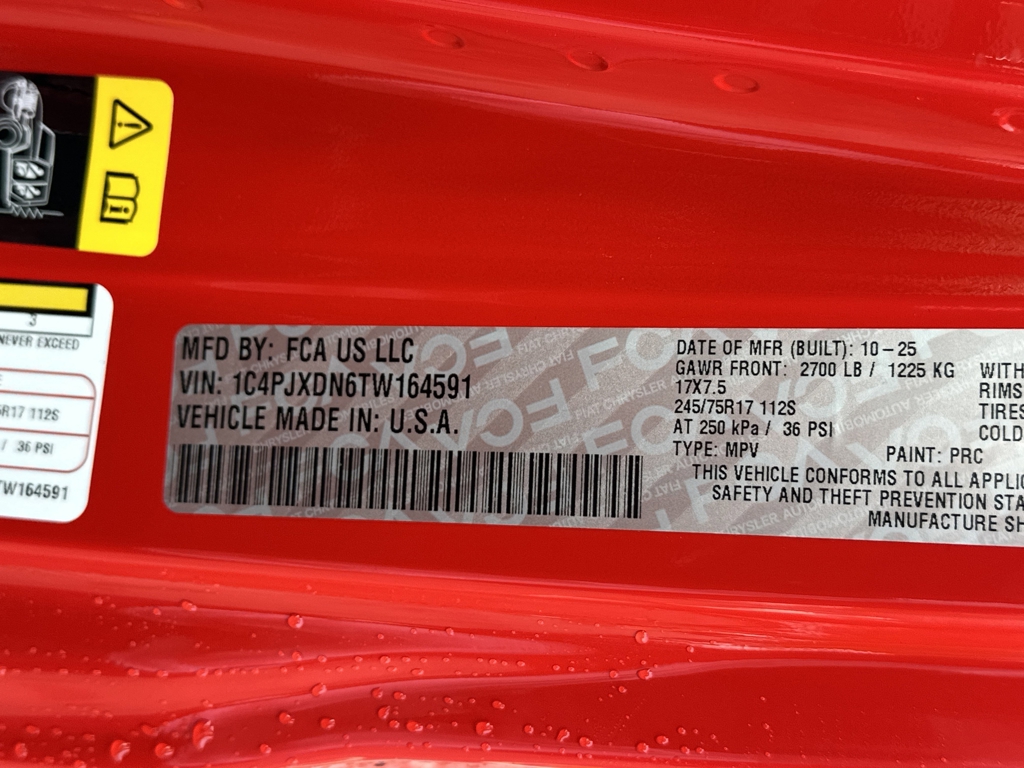 3
NEVER EXCEED
5R17 112S
/ 36 PSI
TW164591
MFD BY: FCA US LLC
VIN: 1C4PJXDN6TW164591
VEHICLE MADE IN: U.S.A.
DATE OF MFR (BUILT): 10-25
GAWR FRONT: 2700 LB / 1225 KG WITH
17X7.5 RIMS
245/75R17 112S TIRES
AT 250 kPa / 36 PSI COLD
TYPE: MPV PAINT: PRC
THIS VEHICLE CONFORMS TO ALL APPLIC
SAFETY AND THEFT PREVENTION STA
MANUFACTURE SH